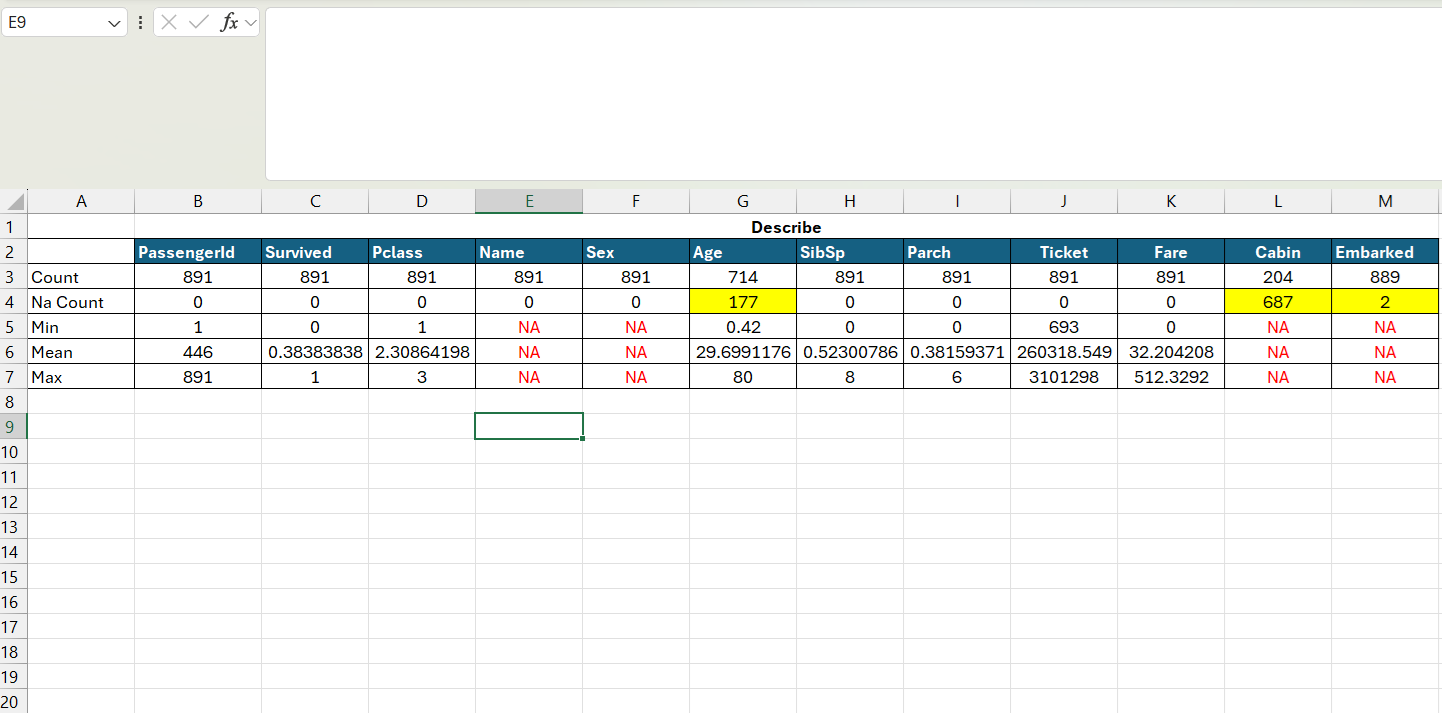 E9 fx
A B C D E F G H I J K L M
1 Describe
2 PassengerId Survived Pclass Name Sex Age SibSp Parch Ticket Fare Cabin Embarked
3 Count 891 891 891 891 891 714 891 891 891 891 204 889
4 Na Count 0 0 0 0 0 177 0 0 0 0 687 2
5 Min 1 0 1 NA NA 0.42 0 0 693 0 NA NA
6 Mean 446 0.38383838 2.30864198 NA NA 29.6991176 0.52300786 0.38159371 260318.549 32.204208 NA NA
7 Max 891 1 3 NA NA 80 8 6 3101298 512.3292 NA NA
8
9
10
11
12
13
14
15
16
17
18
19
20